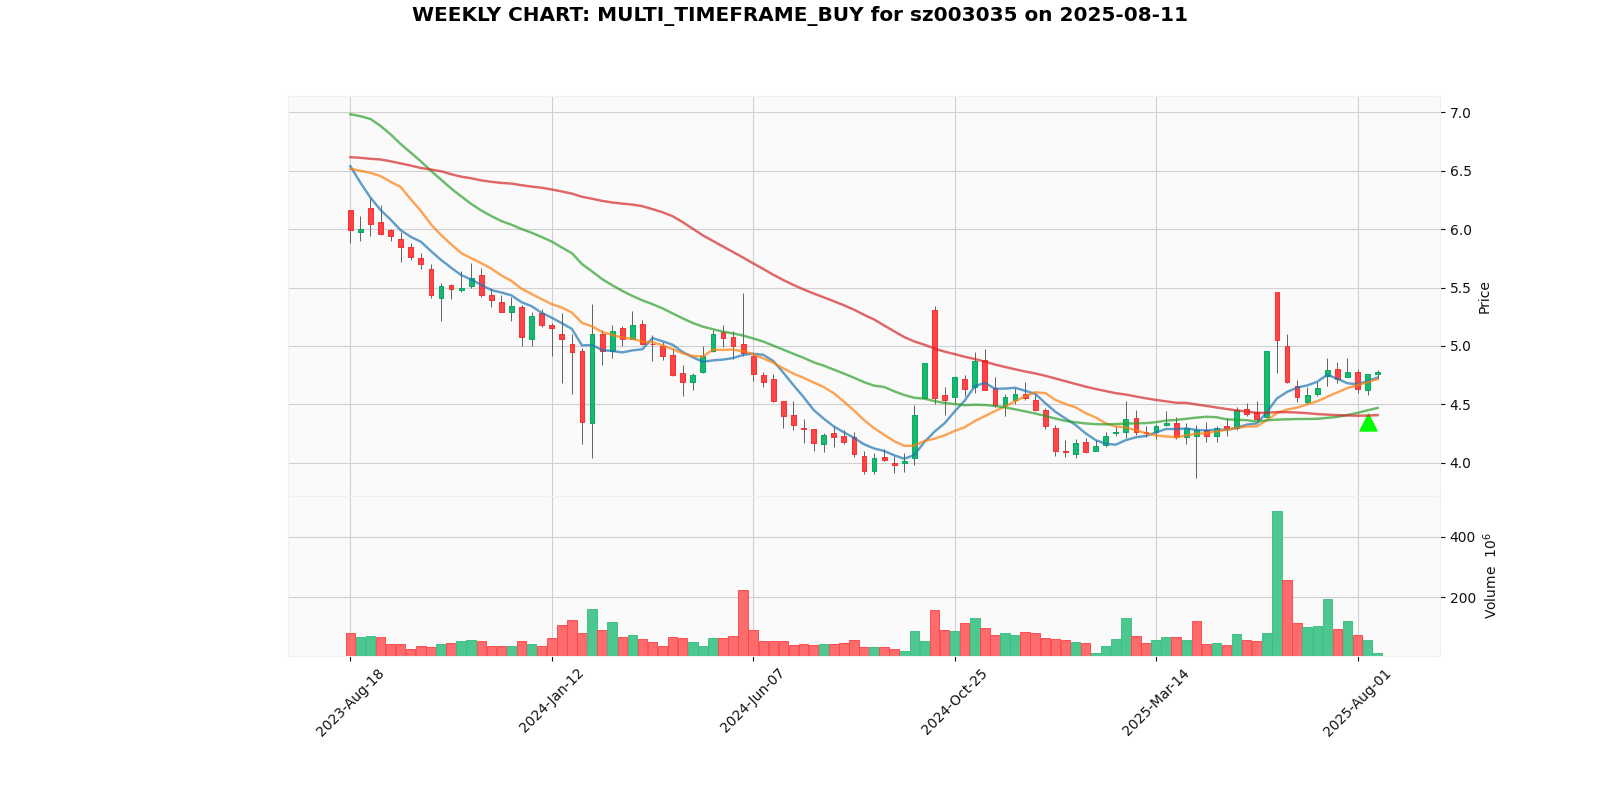 WEEKLY CHART: MULTI_TIMEFRAME_BUY for sz003035 on 2025-08-11
7.0
6.5
6.0
5.5
5.0
4.5
4.0
Price
400
200
Volume 10⁶
2023-Aug-18
2024-Jan-12
2024-Jun-07
2024-Oct-25
2025-Mar-14
2025-Aug-01